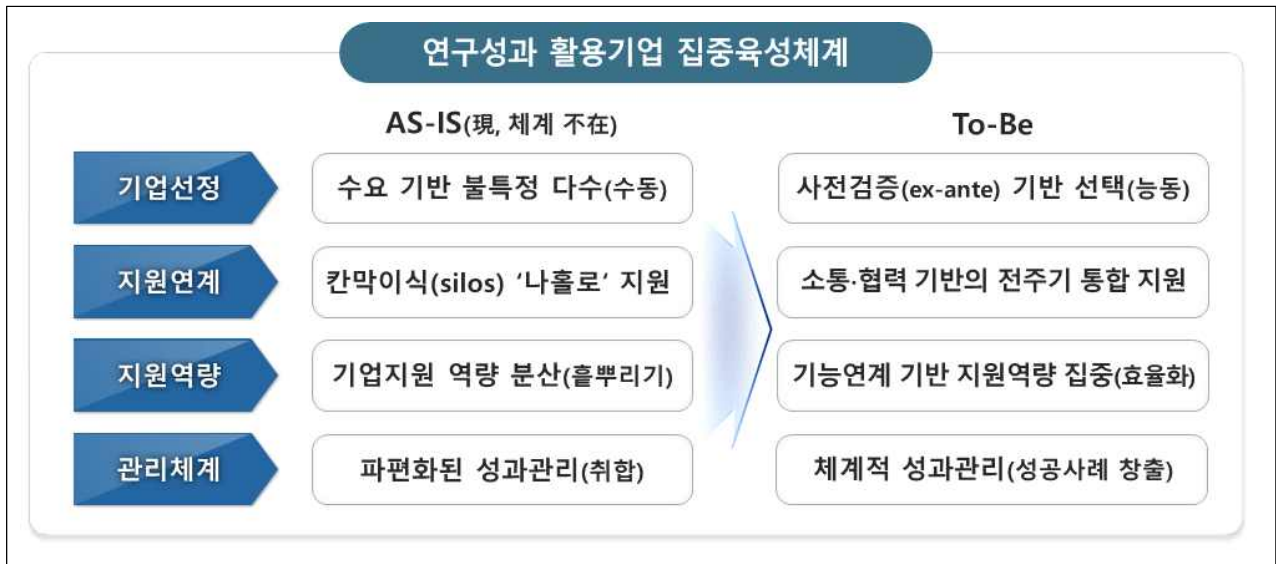 연구성과 활용기업 집중육성체계
AS-IS(現, 체계 不在)
To-Be
기업선정
수요 기반 불특정 다수(수동)
사전검증(ex-ante) 기반 선택(능동)
지원연계
칸막이식(silos) ‘나홀로‘ 지원
소통·협력 기반의 전주기 통합 지원
지원역량
기업지원 역량 분산(흩뿌리기)
기능연계 기반 지원역량 집중(효율화)
관리체계
파편화된 성과관리(취합)
체계적 성과관리(성공사례 창출)